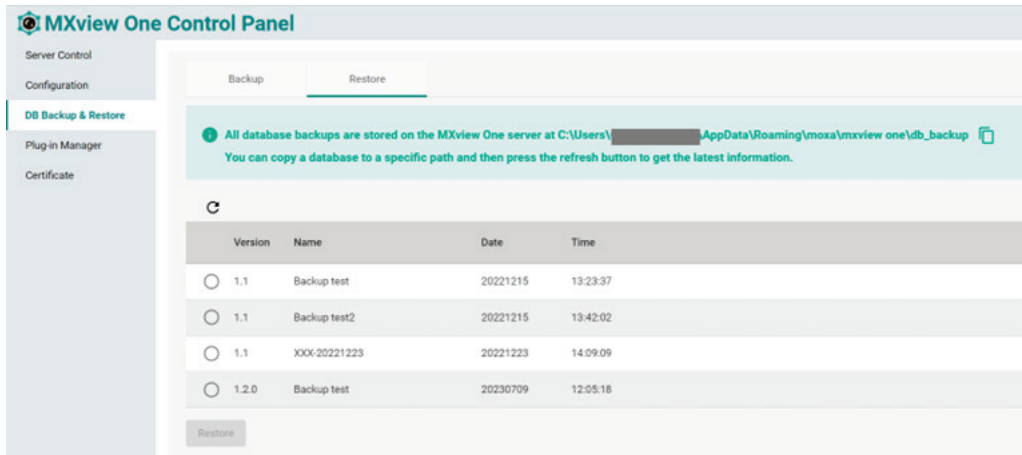 MXview One Control Panel
Server Control
Configuration
DB Backup & Restore
Plug-in Manager
Certificate
Backup Restore
All database backups are stored on the MXview One server at C:\Users\ \AppData\Roaming\moxa\mxview one\db_backup
You can copy a database to a specific path and then press the refresh button to get the latest information.
Version Name Date Time
1.1 Backup test 20221215 13:23:37
1.1 Backup test2 20221215 13:42:02
1.1 XXX-20221223 20221223 14:09:09
1.2.0 Backup test 20230709 12:05:18
Restore